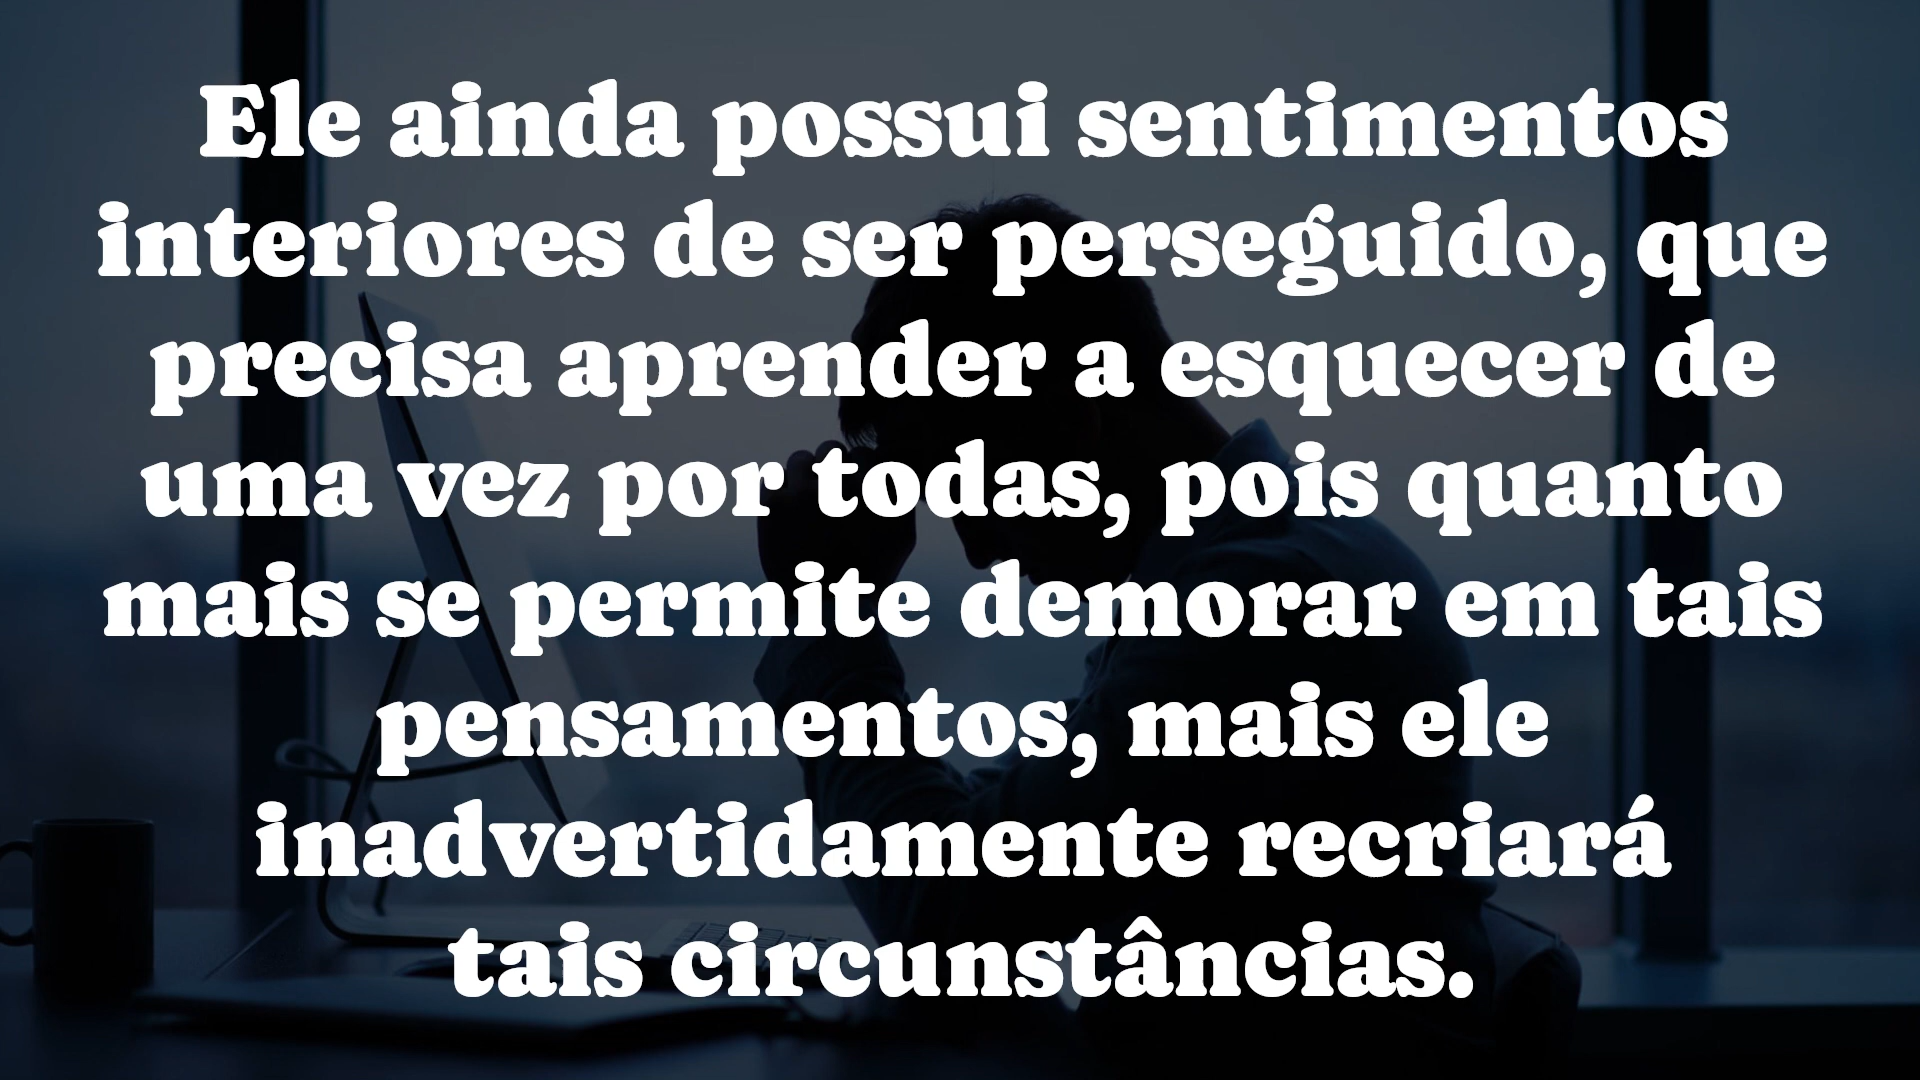 Ele ainda possui sentimentos
interiores de ser perseguido, que
precisa aprender a esquecer de
uma vez por todas, pois quanto
mais se permite demorar em tais
pensamentos, mais ele
inadvertidamente recriará
tais circunstâncias.